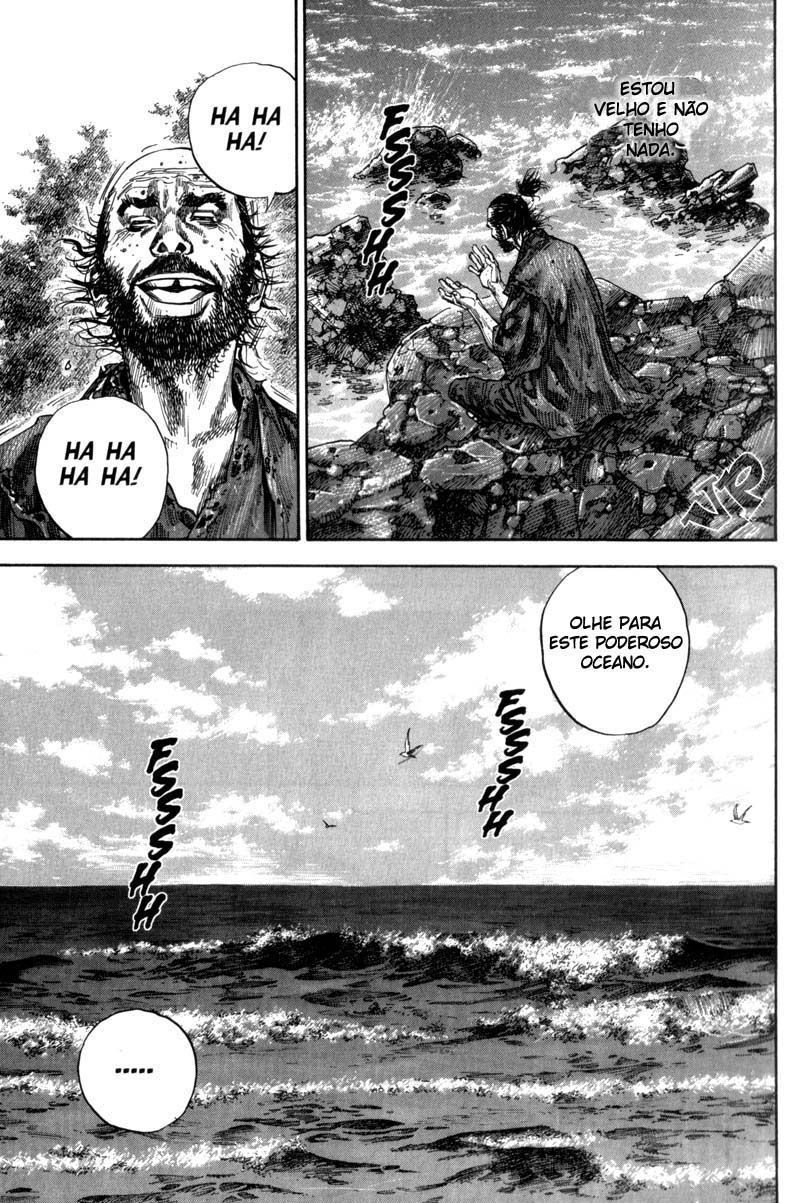 ESTOU
VELHO E NÃO
TENHO
NADA.
FSSSHH
HA HA
HA!
HA HA
HA HA!
OLHE PARA
ESTE PODEROSO
OCEANO.
FSSSHH
FSSSHH
.....